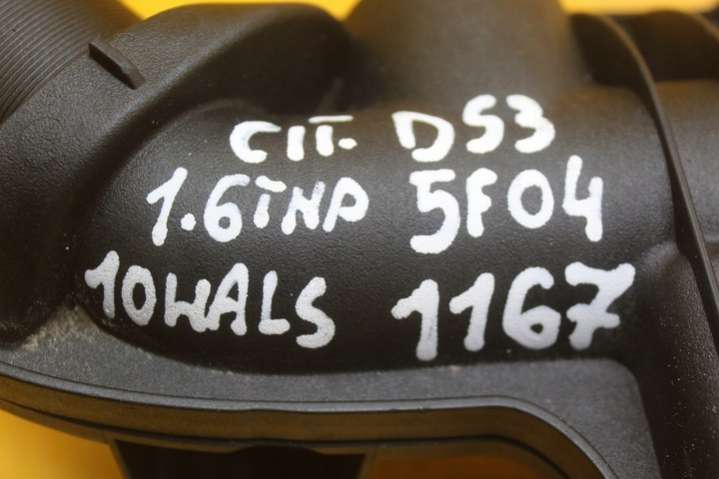 CIT. DS3
1.6THP 5F04
10WALS 1167